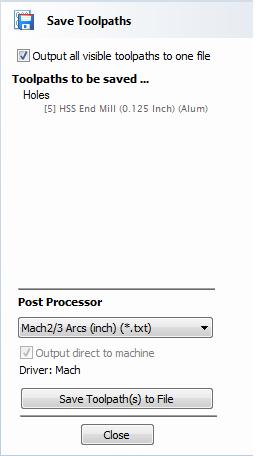 Save Toolpaths
Output all visible toolpaths to one file
Toolpaths to be saved ...
Holes
[5] HSS End Mill (0.125 Inch) (Alum)
Post Processor
Mach2/3 Arcs (inch) (*.txt)
Output direct to machine
Driver: Mach
Save Toolpath(s) to File
Close